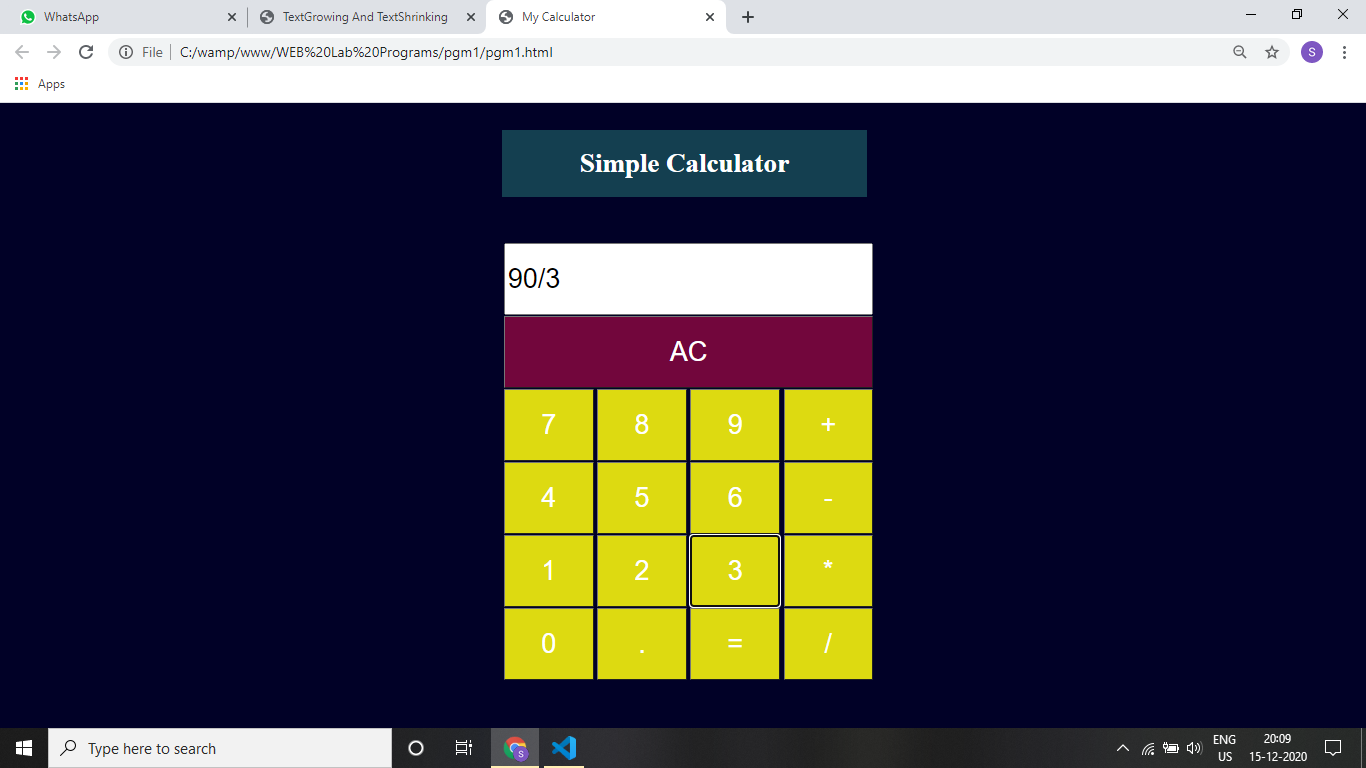 WhatsApp
TextGrowing And TextShrinking
My Calculator
File
C:/wamp/www/WEB%20Lab%20Programs/pgm1/pgm1.html
S
Apps
Simple Calculator
90/3
AC
7 8 9 +
4 5 6 -
1 2 3 *
0 . = /
Type here to search
S
ENG
US
20:09
15-12-2020